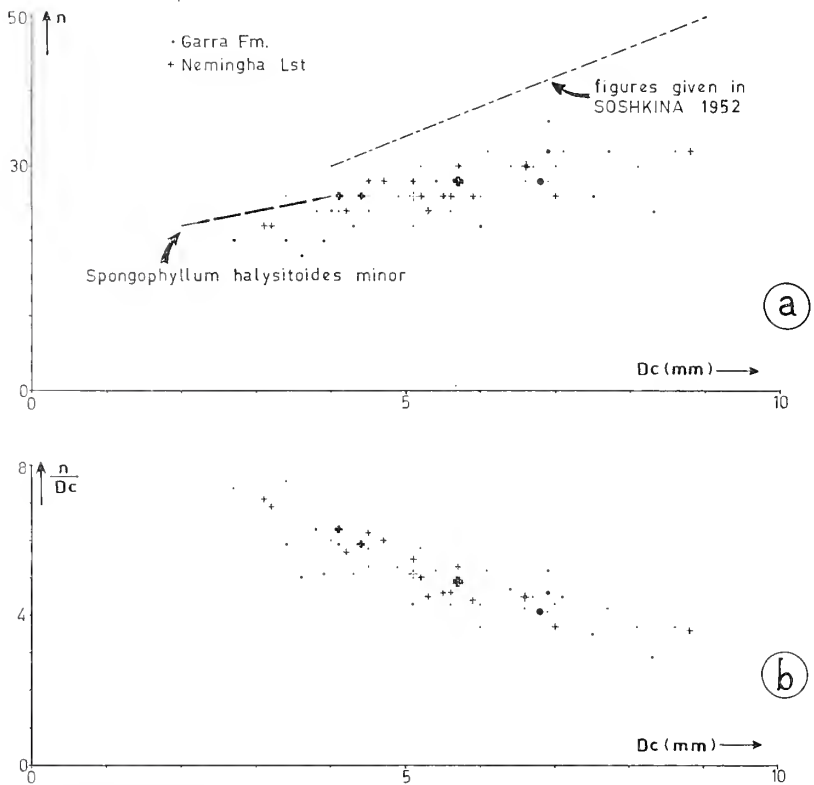 50
n
· Garra Fm.
+ Nemingha Lst
figures given in
SOSHKINA 1952
30
Spongophyllum halysitoides minor
a
Dc (mm)
0
0
5
10
8
n
Dc
4
b
Dc (mm)
0
0
5
10